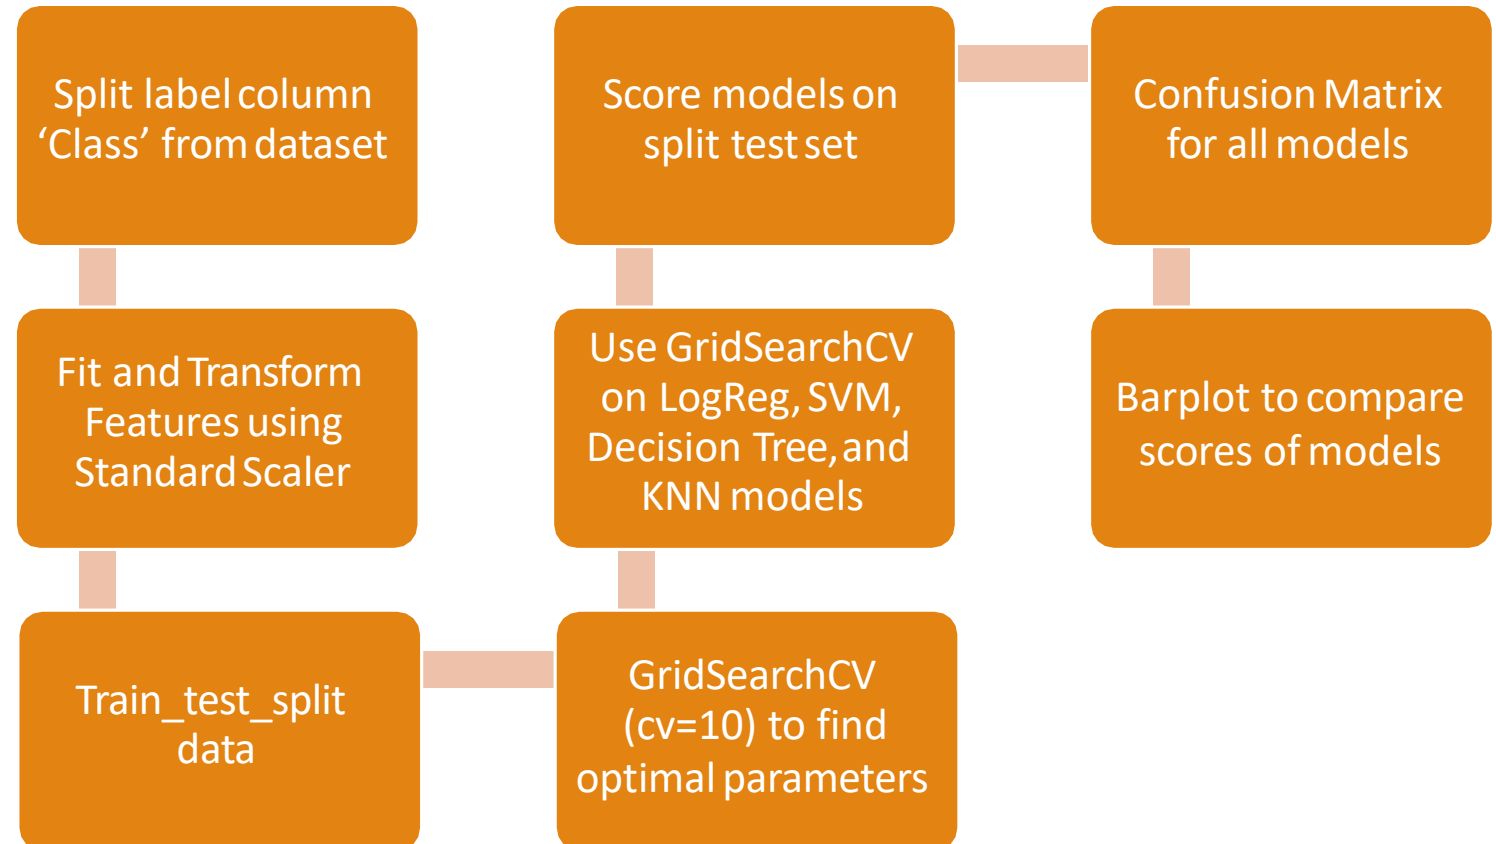 Split label column
‘Class’ from dataset
Fit and Transform
Features using
Standard Scaler
Train_test_split
data
GridSearchCV
(cv=10) to find
optimal parameters
Use GridSearchCV
on LogReg, SVM,
Decision Tree, and
KNN models
Score models on
split test set
Confusion Matrix
for all models
Barplot to compare
scores of models